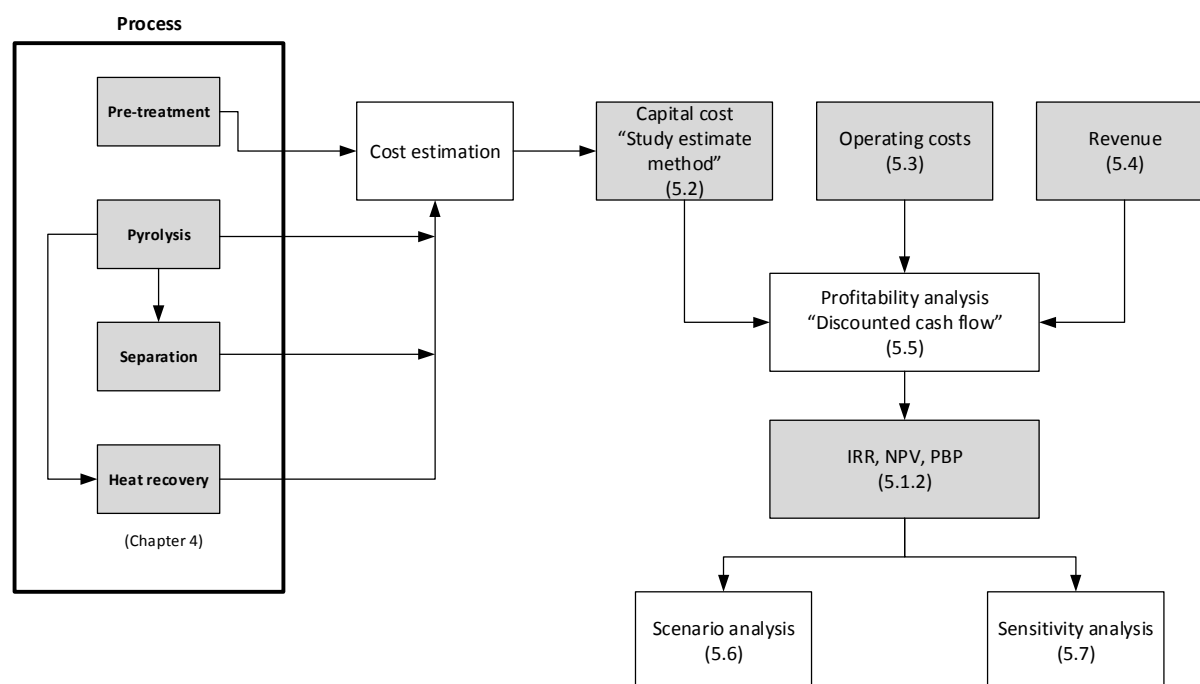 Process
Pre-treatment
Pyrolysis
Separation
Heat recovery
(Chapter 4)
Cost estimation
Capital cost
“Study estimate
method”
(5.2)
Operating costs
(5.3)
Revenue
(5.4)
Profitability analysis
“Discounted cash flow”
(5.5)
IRR, NPV, PBP
(5.1.2)
Scenario analysis
(5.6)
Sensitivity analysis
(5.7)